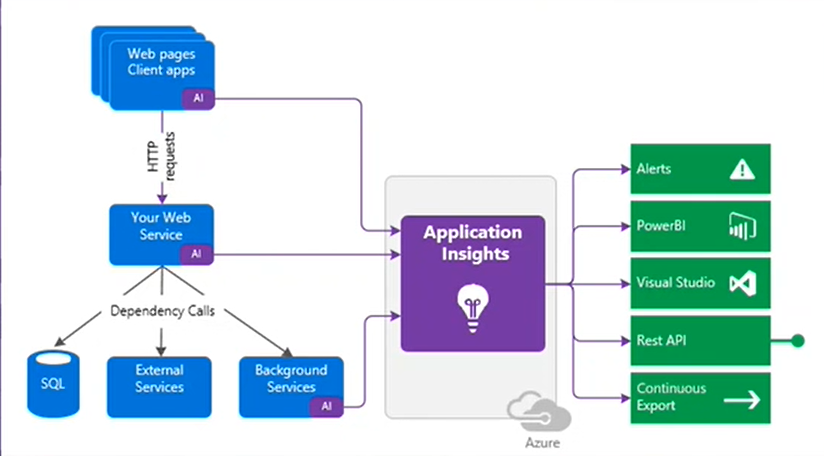 Web pages
Client apps
AI
HTTP
requests
Your Web
Service
AI
Dependency Calls
SQL
External
Services
Background
Services
AI
Application
Insights
Azure
Alerts
PowerBI
Visual Studio
Rest API
Continuous
Export